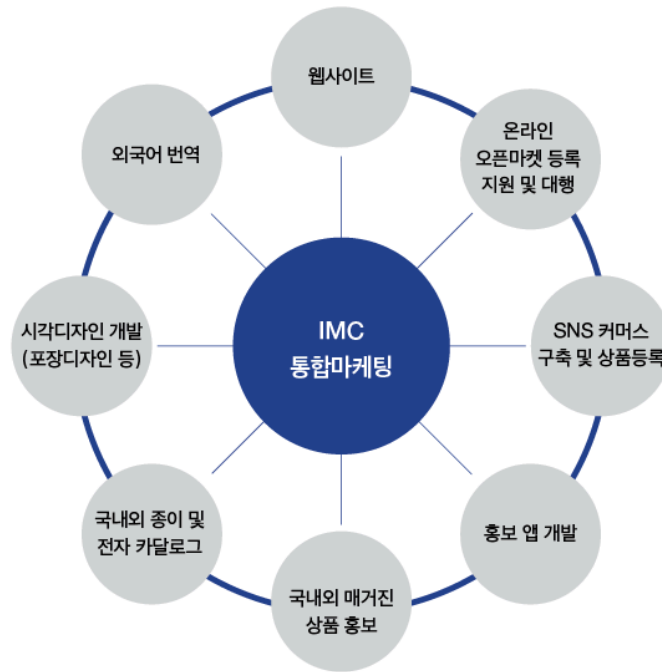 웹사이트
온라인
오픈마켓 등록
지원 및 대행
SNS 커머스
구축 및 상품등록
홍보 앱 개발
국내외 매거진
상품 홍보
국내외 종이 및
전자 카달로그
시각디자인 개발
(포장디자인 등)
외국어 번역
IMC
통합마케팅